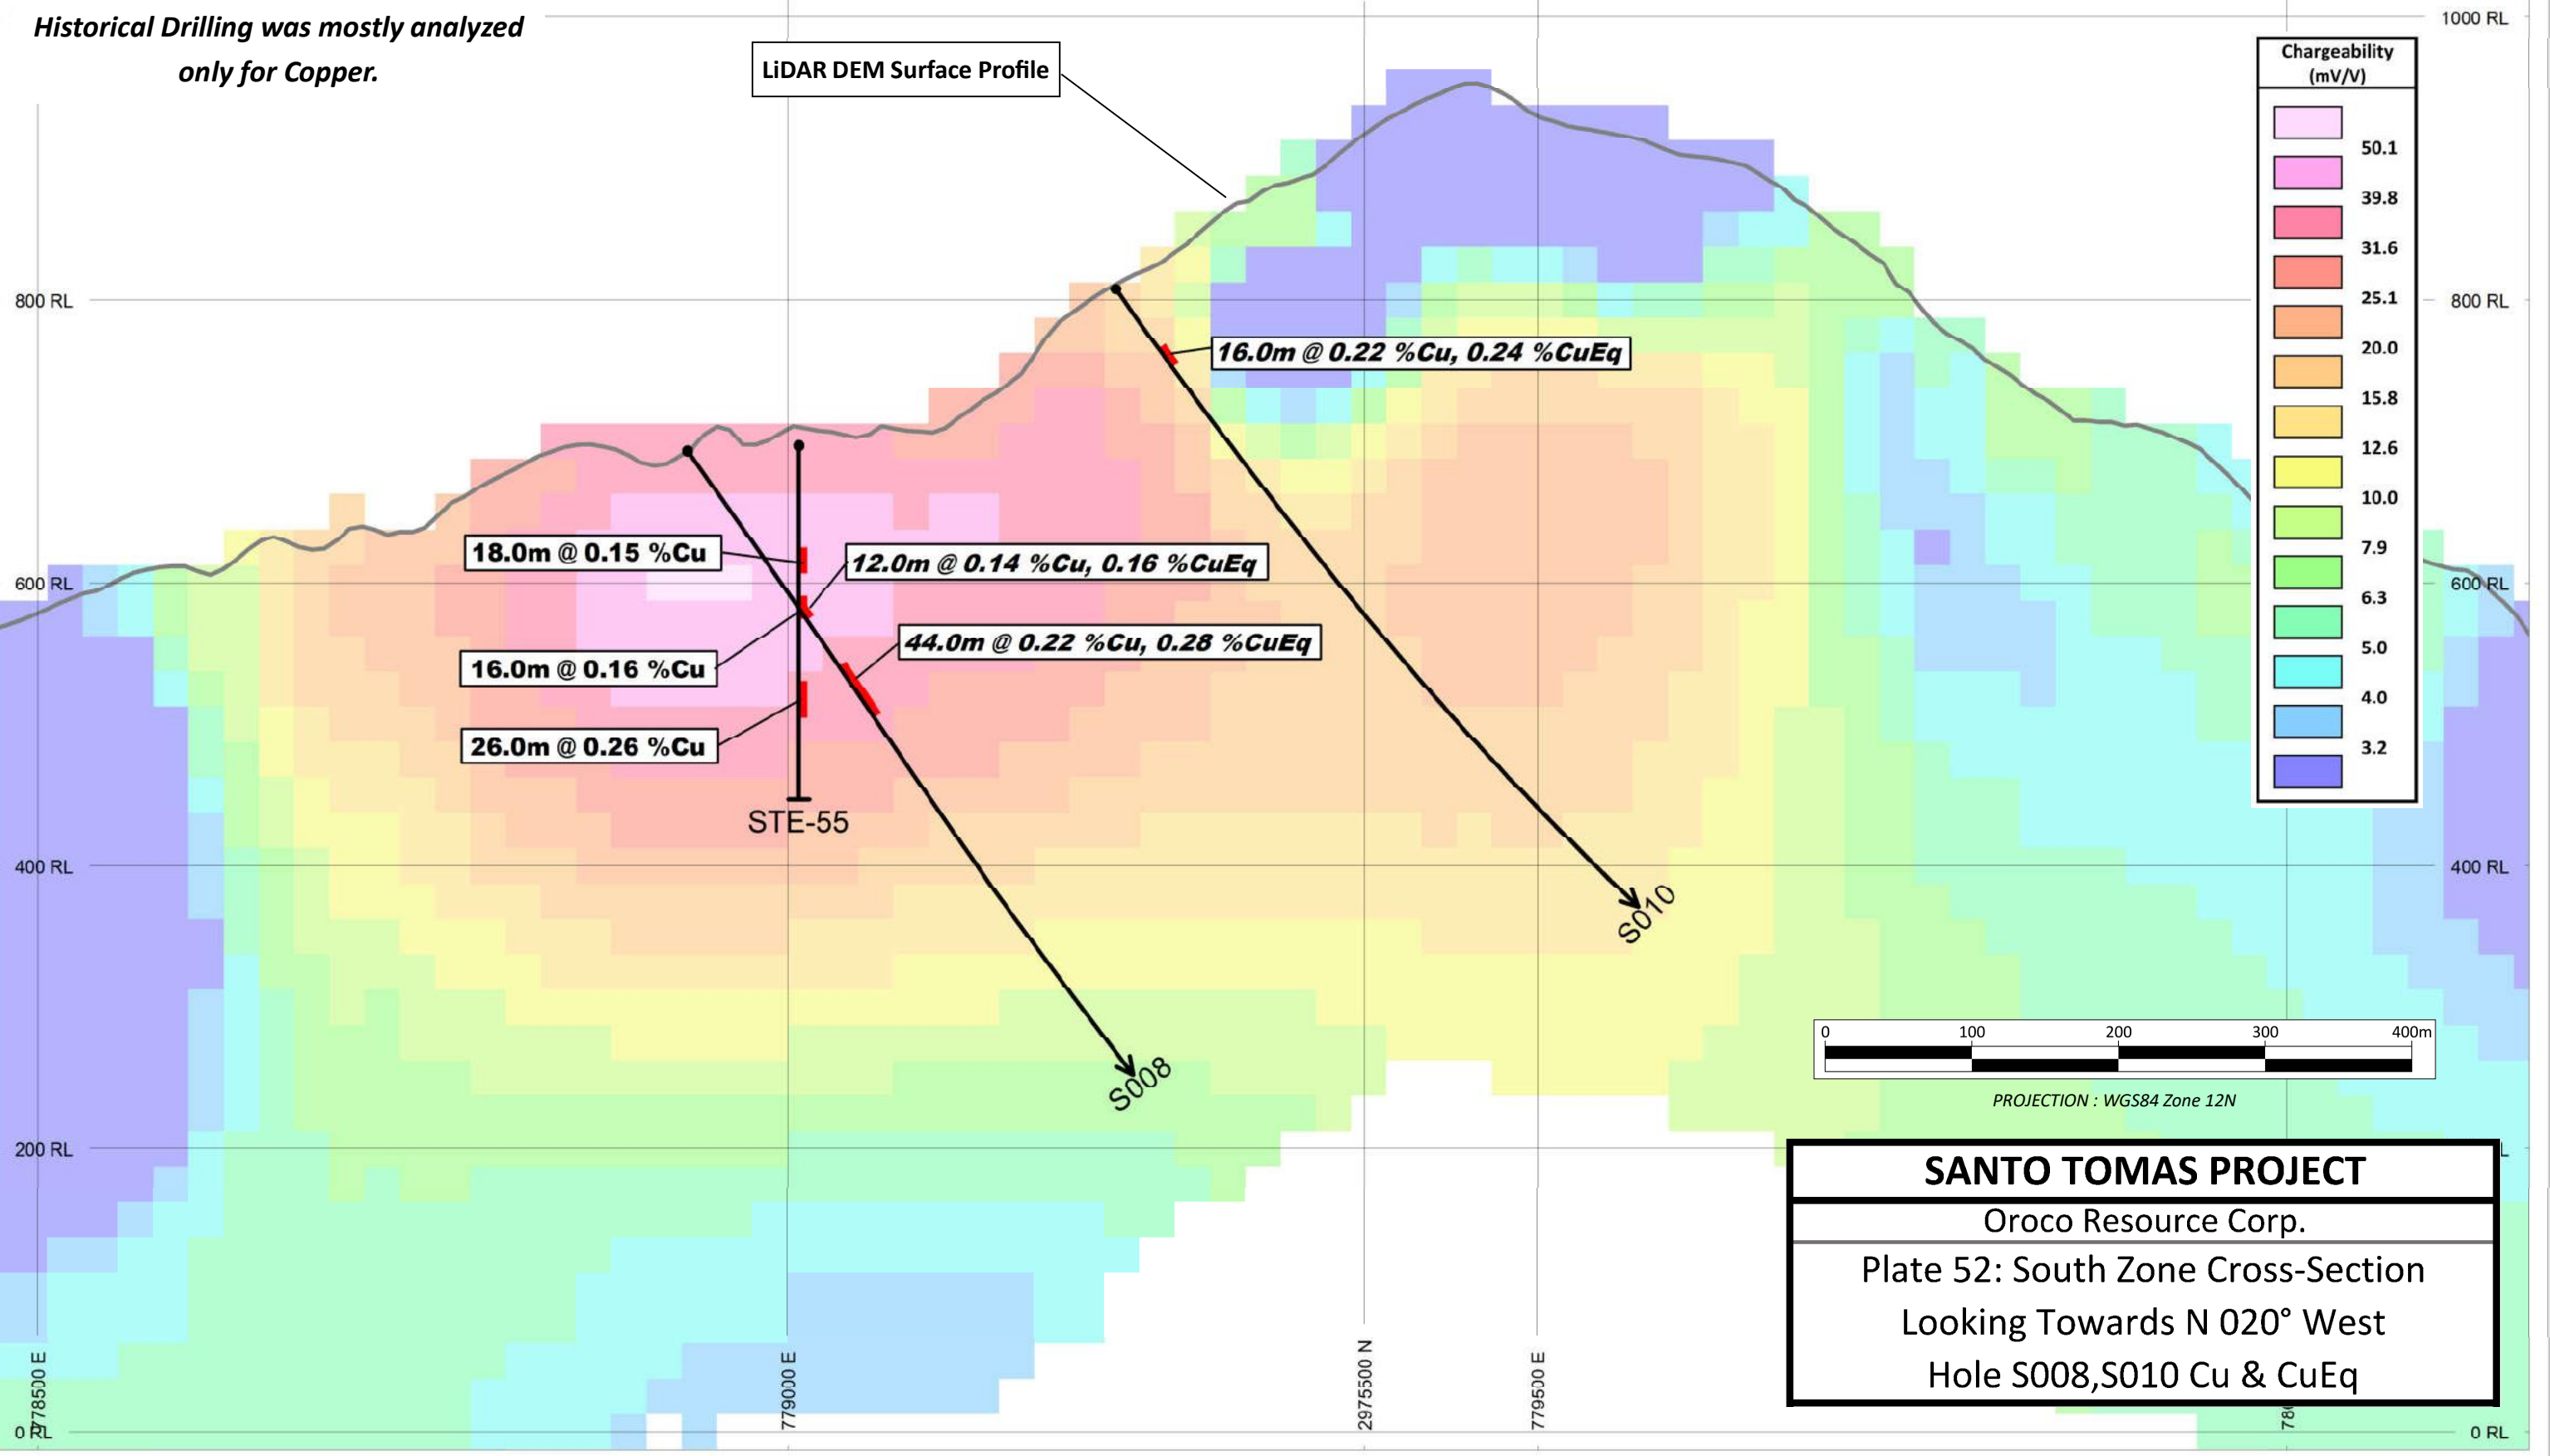 Historical Drilling was mostly analyzed
only for Copper.
LiDAR DEM Surface Profile
1000 RL
Chargeability
(mV/V)
50.1
39.8
31.6
25.1
20.0
15.8
12.6
10.0
7.9
6.3
5.0
4.0
3.2
800 RL
800 RL
16.0m @ 0.22 %Cu, 0.24 %CuEq
18.0m @ 0.15 %Cu
12.0m @ 0.14 %Cu, 0.16 %CuEq
600 RL
600 RL
44.0m @ 0.22 %Cu, 0.28 %CuEq
16.0m @ 0.16 %Cu
26.0m @ 0.26 %Cu
STE-55
400 RL
400 RL
S010
S008
0 100 200 300 400m
PROJECTION : WGS84 Zone 12N
200 RL
SANTO TOMAS PROJECT
Oroco Resource Corp.
Plate 52: South Zone Cross-Section
Looking Towards N 020° West
Hole S008,S010 Cu & CuEq
778500 E
779000 E
2975500 N
779500 E
0 RL
0 RL